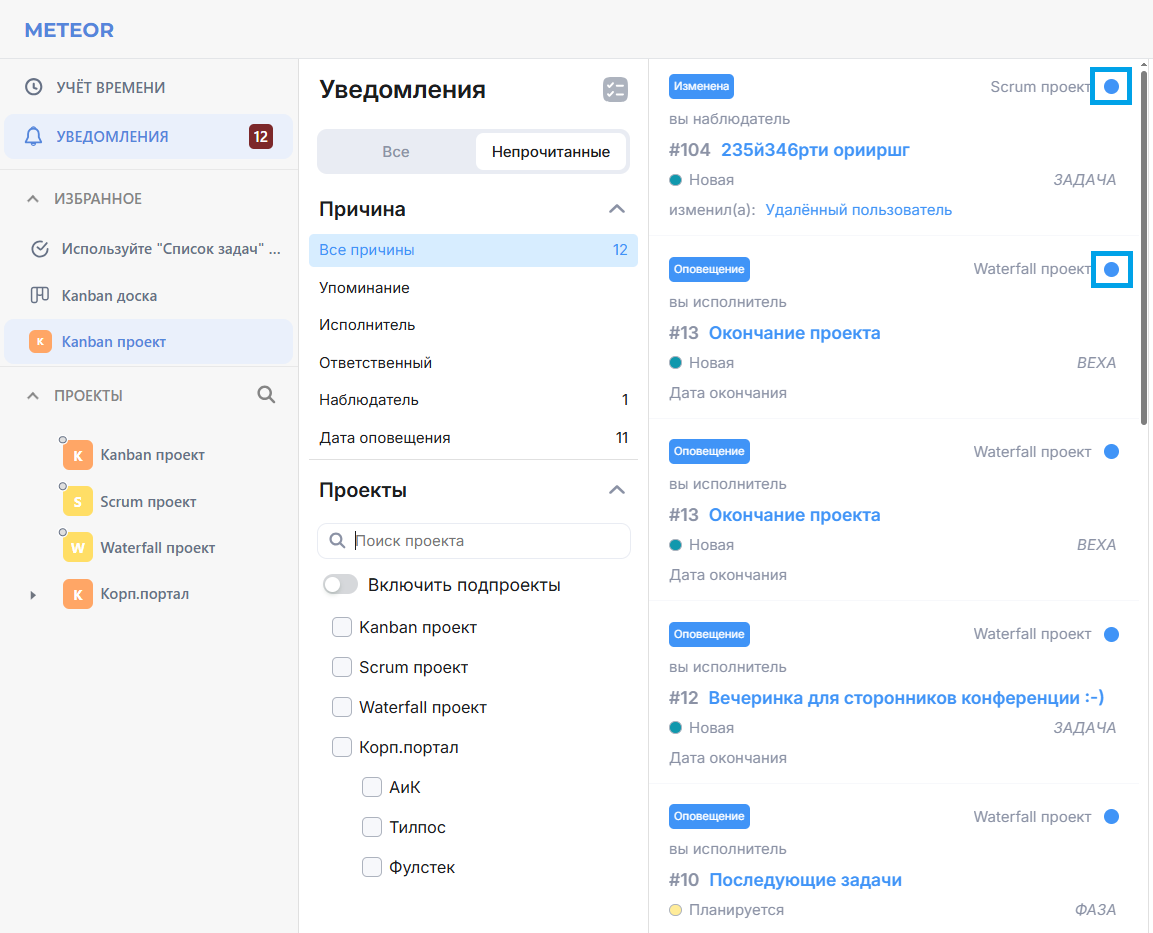 METEOR
УЧЁТ ВРЕМЕНИ
УВЕДОМЛЕНИЯ 12
ИЗБРАННОЕ
Используйте "Список задач" ...
Kanban доска
K Kanban проект
ПРОЕКТЫ
K Kanban проект
S Scrum проект
W Waterfall проект
K Корп.портал
Уведомления
Все Непрочитанные
Причина
Все причины 12
Упоминание
Исполнитель
Ответственный
Наблюдатель 1
Дата оповещения 11
Проекты
Поиск проекта
Включить подпроекты
Kanban проект
Scrum проект
Waterfall проект
Корп.портал
АиК
Тилпос
Фулстек
Изменена Scrum проект
вы наблюдатель
#104 235й346рти орииршг
Новая ЗАДАЧА
изменил(а): Удалённый пользователь
Оповещение Waterfall проект
вы исполнитель
#13 Окончание проекта
Новая ВЕХА
Дата окончания
Оповещение Waterfall проект
вы исполнитель
#13 Окончание проекта
Новая ВЕХА
Дата окончания
Оповещение Waterfall проект
вы исполнитель
#12 Вечеринка для сторонников конференции :-)
Новая ЗАДАЧА
Дата окончания
Оповещение Waterfall проект
вы исполнитель
#10 Последующие задачи
Планируется ФАЗА